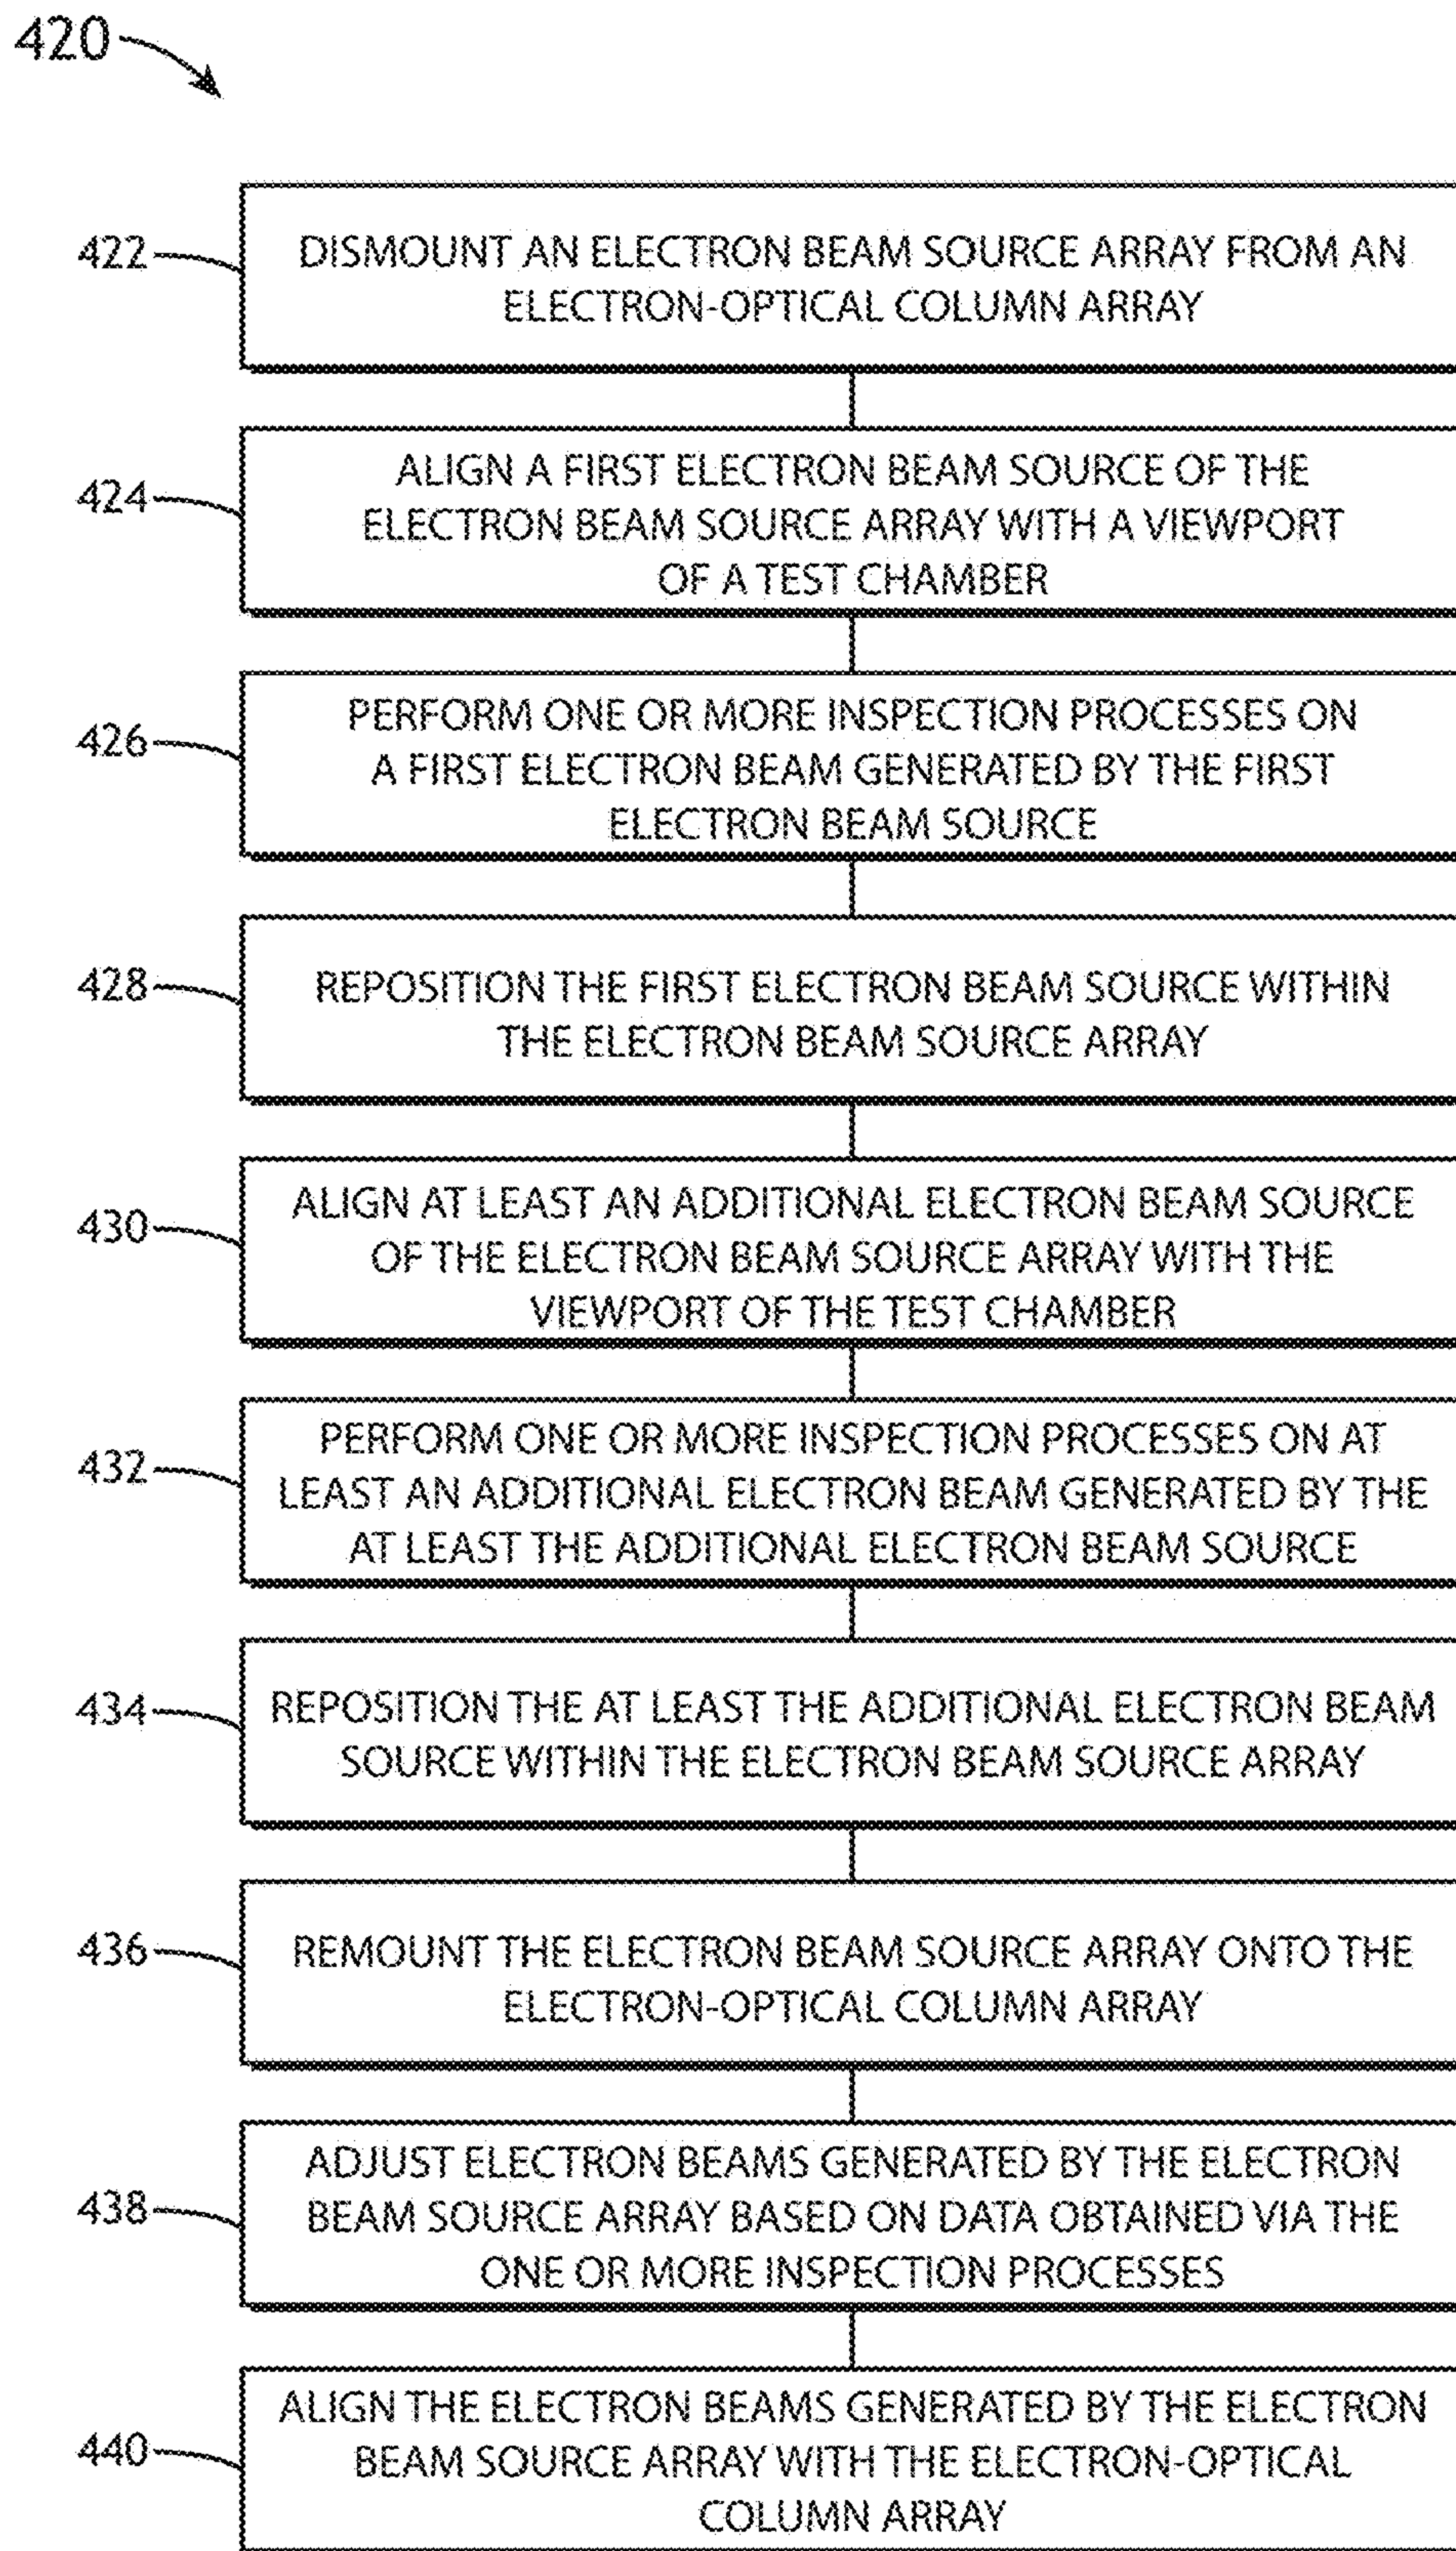 420
422
DISMOUNT AN ELECTRON BEAM SOURCE ARRAY FROM AN
ELECTRON-OPTICAL COLUMN ARRAY
424
ALIGN A FIRST ELECTRON BEAM SOURCE OF THE
ELECTRON BEAM SOURCE ARRAY WITH A VIEWPORT
OF A TEST CHAMBER
426
PERFORM ONE OR MORE INSPECTION PROCESSES ON
A FIRST ELECTRON BEAM GENERATED BY THE FIRST
ELECTRON BEAM SOURCE
428
REPOSITION THE FIRST ELECTRON BEAM SOURCE WITHIN
THE ELECTRON BEAM SOURCE ARRAY
430
ALIGN AT LEAST AN ADDITIONAL ELECTRON BEAM SOURCE
OF THE ELECTRON BEAM SOURCE ARRAY WITH THE
VIEWPORT OF THE TEST CHAMBER
432
PERFORM ONE OR MORE INSPECTION PROCESSES ON AT
LEAST AN ADDITIONAL ELECTRON BEAM GENERATED BY THE
AT LEAST THE ADDITIONAL ELECTRON BEAM SOURCE
434
REPOSITION THE AT LEAST THE ADDITIONAL ELECTRON BEAM
SOURCE WITHIN THE ELECTRON BEAM SOURCE ARRAY
436
REMOUNT THE ELECTRON BEAM SOURCE ARRAY ONTO THE
ELECTRON-OPTICAL COLUMN ARRAY
438
ADJUST ELECTRON BEAMS GENERATED BY THE ELECTRON
BEAM SOURCE ARRAY BASED ON DATA OBTAINED VIA THE
ONE OR MORE INSPECTION PROCESSES
440
ALIGN THE ELECTRON BEAMS GENERATED BY THE ELECTRON
BEAM SOURCE ARRAY WITH THE ELECTRON-OPTICAL
COLUMN ARRAY